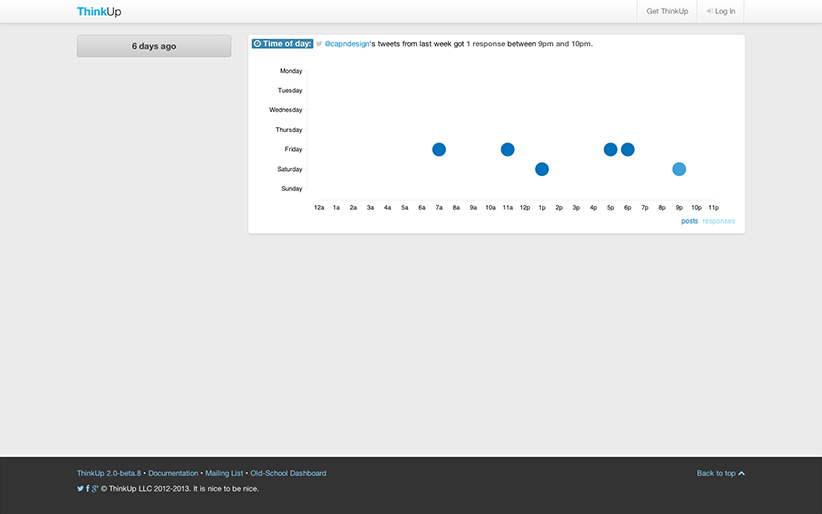 ThinkUp
Get ThinkUp
Log In
6 days ago
Time of day: @capndesign's tweets from last week got 1 response between 9pm and 10pm.
Monday
Tuesday
Wednesday
Thursday
Friday
Saturday
Sunday
12a 1a 2a 3a 4a 5a 6a 7a 8a 9a 10a 11a 12p 1p 2p 3p 4p 5p 6p 7p 8p 9p 10p 11p
posts responses
ThinkUp 2.0-beta.8 • Documentation • Mailing List • Old-School Dashboard
Back to top
© ThinkUp LLC 2012-2013. It is nice to be nice.